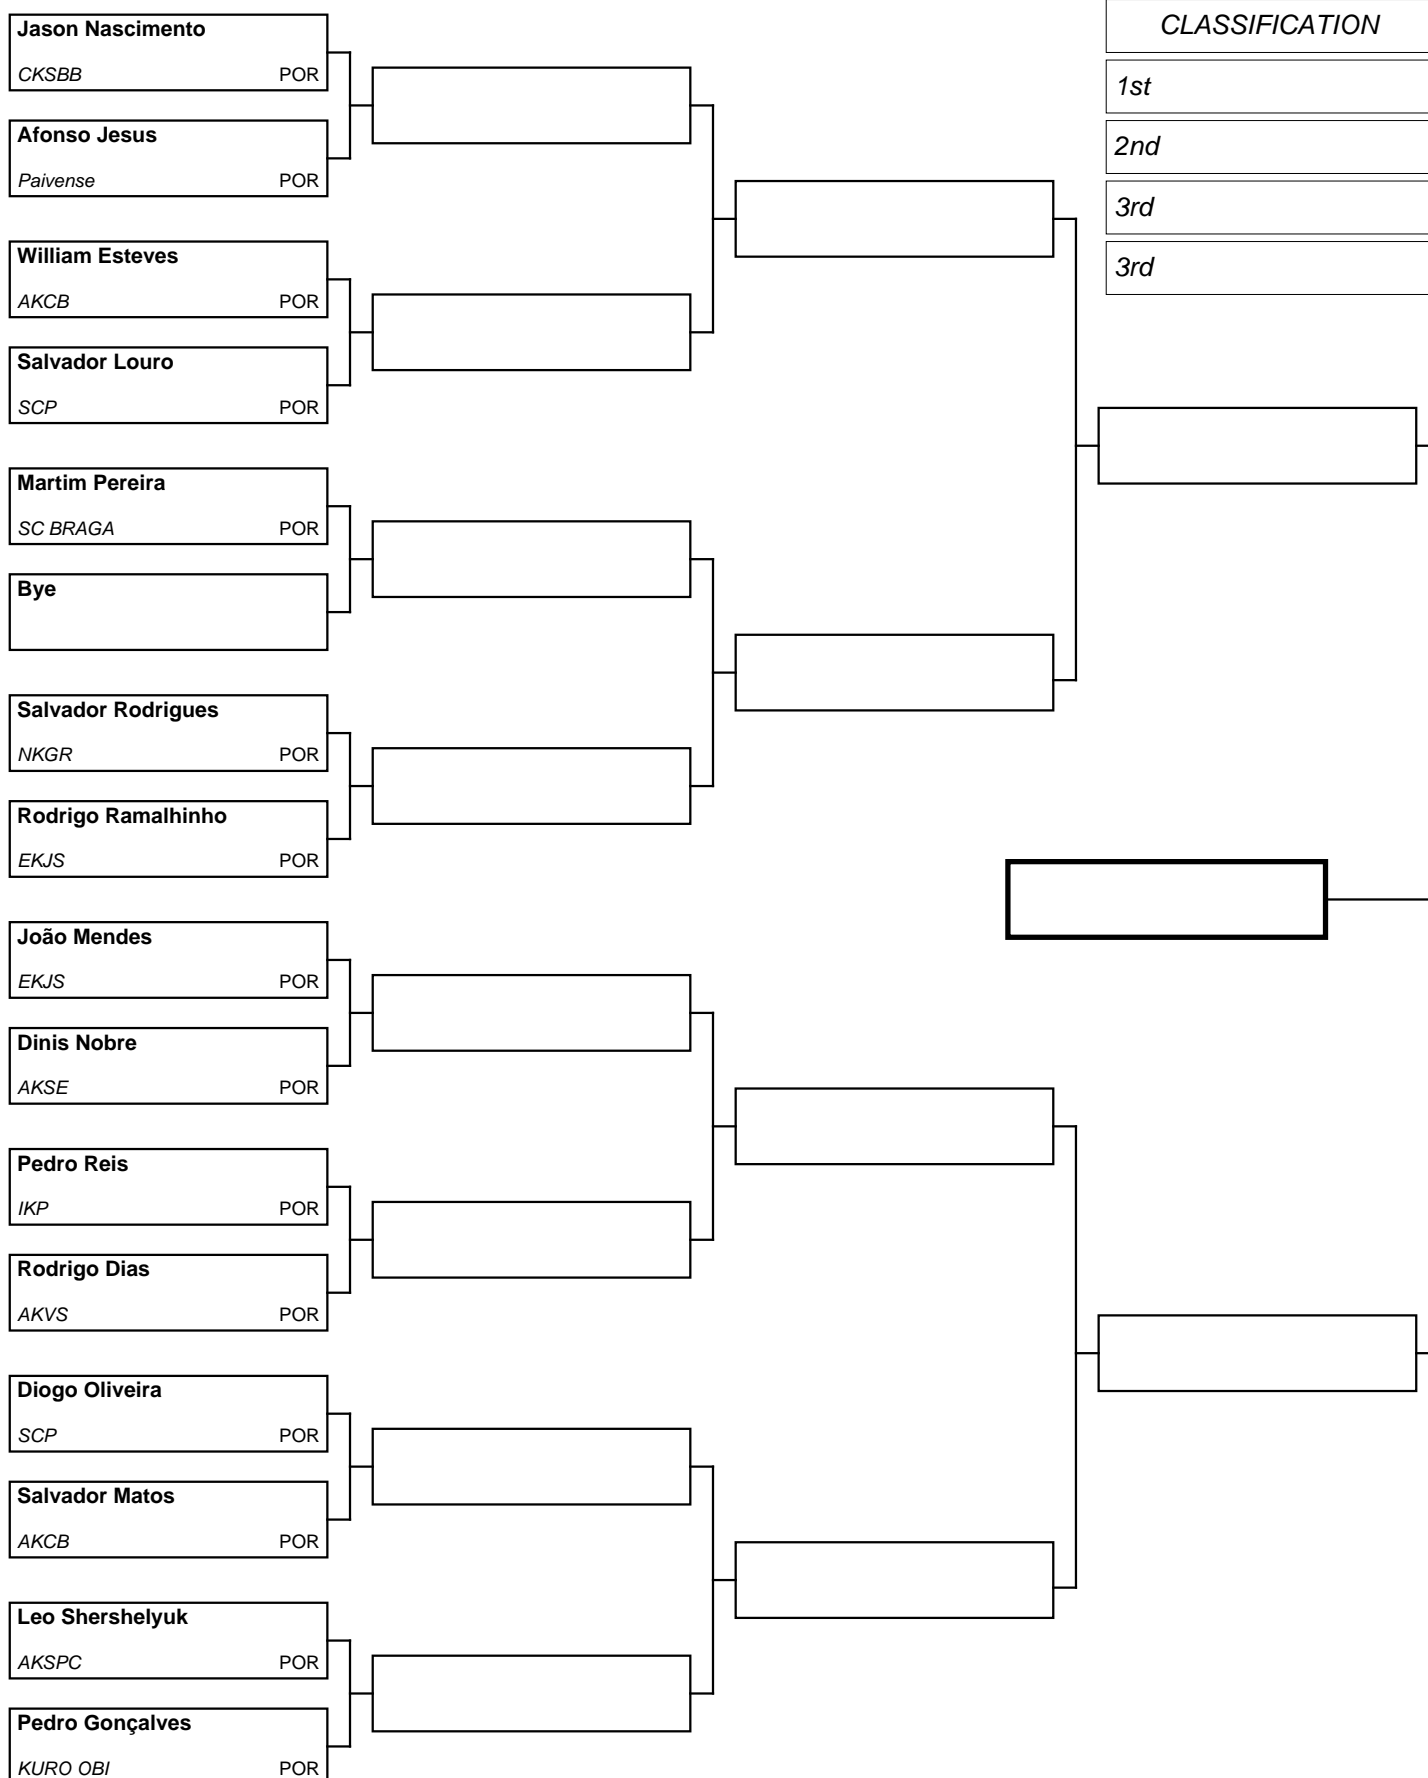 CLASSIFICATION
1st
2nd
3rd
3rd
Jason Nascimento
CKSBB POR
Afonso Jesus
Paivense POR
William Esteves
AKCB POR
Salvador Louro
SCP POR
Martim Pereira
SC BRAGA POR
Bye
Salvador Rodrigues
NKGR POR
Rodrigo Ramalhinho
EKJS POR
João Mendes
EKJS POR
Dinis Nobre
AKSE POR
Pedro Reis
IKP POR
Rodrigo Dias
AKVS POR
Diogo Oliveira
SCP POR
Salvador Matos
AKCB POR
Leo Shershelyuk
AKSPC POR
Pedro Gonçalves
KURO OBI POR